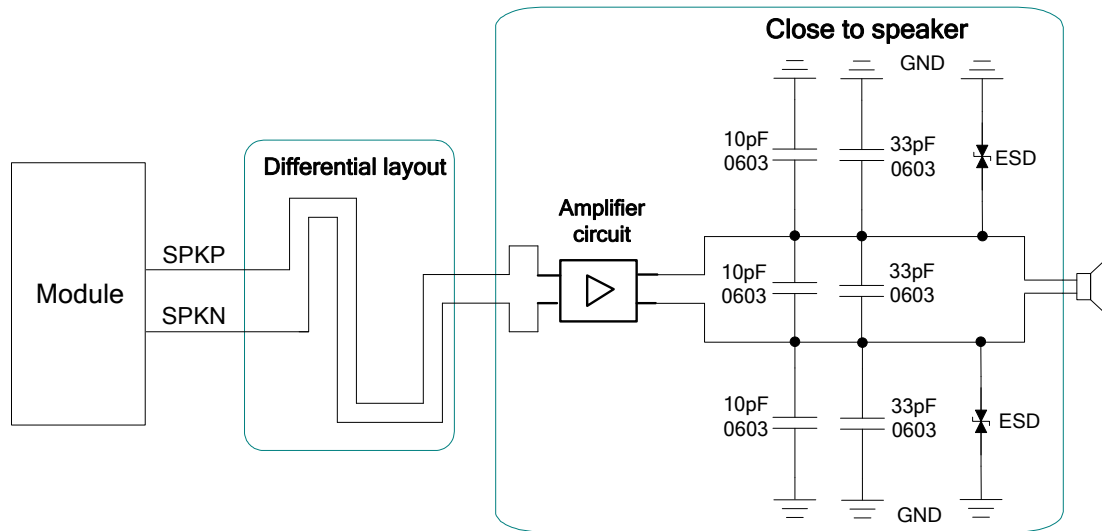 Close to speaker
GND
10pF
0603
33pF
0603
ESD
Differential layout
Amplifier
circuit
SPKP
Module
SPKN
10pF
0603
33pF
0603
10pF
0603
33pF
0603
ESD
GND